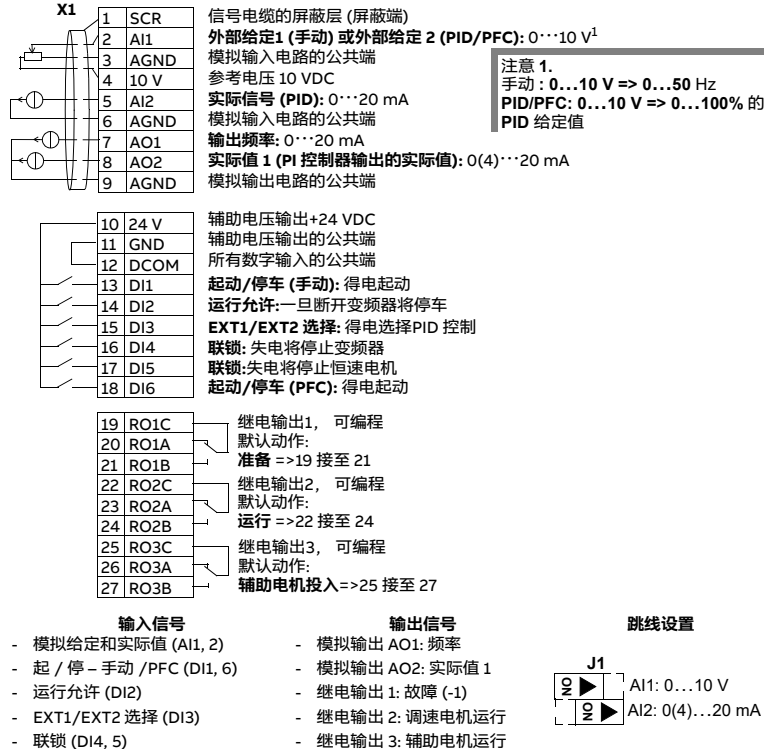 X1
1 SCR 信号电缆的屏蔽层 (屏蔽端)
2 AI1 外部给定1 (手动) 或外部给定 2 (PID/PFC): 0···10 V1
3 AGND 模拟输入电路的公共端
4 10 V 参考电压 10 VDC
5 AI2 实际信号 (PID): 0···20 mA
6 AGND 模拟输入电路的公共端
7 AO1 输出频率: 0···20 mA
8 AO2 实际值 1 (PI 控制器输出的实际值): 0(4)···20 mA
9 AGND 模拟输出电路的公共端
注意 1.
手动 : 0…10 V => 0…50 Hz
PID/PFC: 0…10 V => 0…100% 的
PID 给定值
10 24 V 辅助电压输出+24 VDC
11 GND 辅助电压输出的公共端
12 DCOM 所有数字输入的公共端
13 DI1 起动/停车 (手动): 得电起动
14 DI2 运行允许:一旦断开变频器将停车
15 DI3 EXT1/EXT2 选择: 得电选择PID 控制
16 DI4 联锁: 失电将停止变频器
17 DI5 联锁:失电将停止恒速电机
18 DI6 起动/停车 (PFC): 得电起动
19 RO1C 继电输出1, 可编程
20 RO1A 默认动作:
21 RO1B 准备 =>19 接至 21
22 RO2C 继电输出2, 可编程
23 RO2A 默认动作:
24 RO2B 运行 =>22 接至 24
25 RO3C 继电输出3, 可编程
26 RO3A 默认动作:
27 RO3B 辅助电机投入=>25 接至 27
输入信号
- 模拟给定和实际值 (AI1, 2)
- 起 / 停 – 手动 /PFC (DI1, 6)
- 运行允许 (DI2)
- EXT1/EXT2 选择 (DI3)
- 联锁 (DI4, 5)
输出信号
- 模拟输出 AO1: 频率
- 模拟输出 AO2: 实际值 1
- 继电输出 1: 故障 (-1)
- 继电输出 2: 调速电机运行
- 继电输出 3: 辅助电机运行
跳线设置
J1
ON AI1: 0…10 V
ON AI2: 0(4)…20 mA